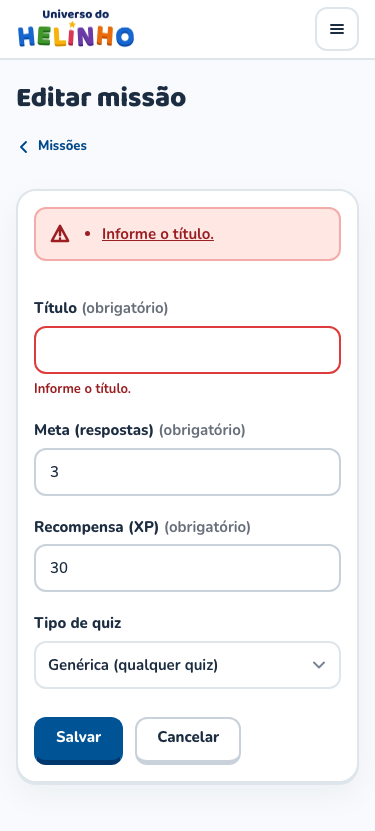 Universo do
HELINHO
Editar missão
Missões
• Informe o título.
Título (obrigatório)
Informe o título.
Meta (respostas) (obrigatório)
3
Recompensa (XP) (obrigatório)
30
Tipo de quiz
Genérica (qualquer quiz)
Salvar Cancelar